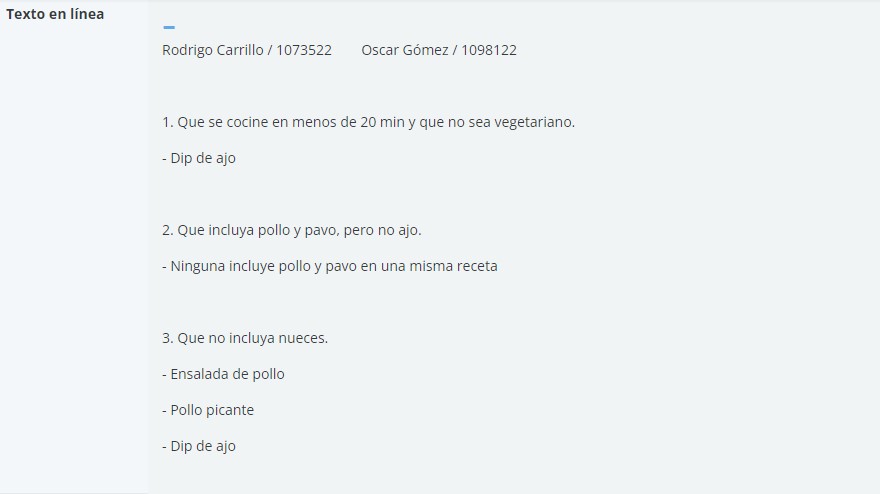 Texto en línea
Rodrigo Carrillo / 1073522 Oscar Gómez / 1098122
1. Que se cocine en menos de 20 min y que no sea vegetariano.
- Dip de ajo
2. Que incluya pollo y pavo, pero no ajo.
- Ninguna incluye pollo y pavo en una misma receta
3. Que no incluya nueces.
- Ensalada de pollo
- Pollo picante
- Dip de ajo